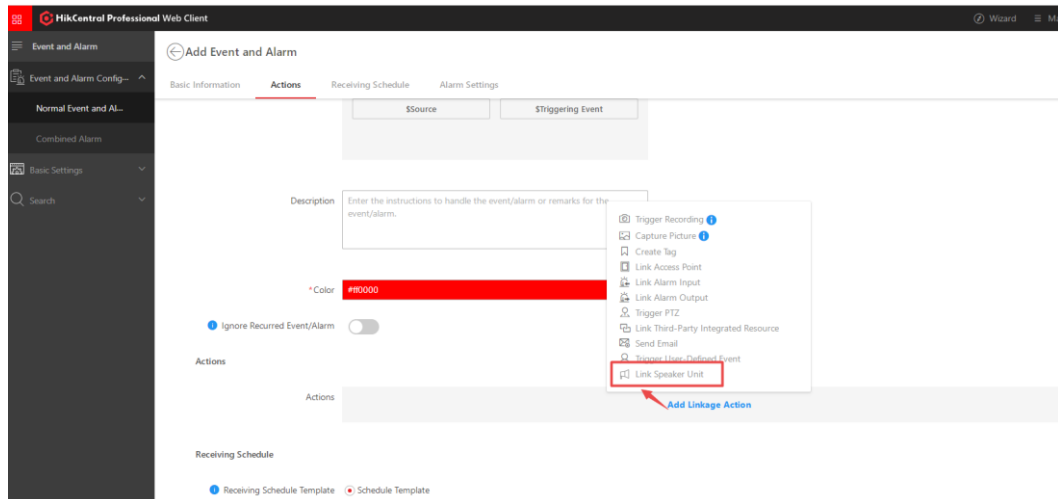 HikCentral Professional Web Client
Wizard
Event and Alarm
Add Event and Alarm
Event and Alarm Config...
Basic Information Actions Receiving Schedule Alarm Settings
Normal Event and Al...
$Source $Triggering Event
Combined Alarm
Basic Settings
Search
Description Enter the instructions to handle the event/alarm or remarks for the
event/alarm.
Trigger Recording
Capture Picture
Create Tag
Link Access Point
Link Alarm Input
Link Alarm Output
Trigger PTZ
Link Third-Party Integrated Resource
Send Email
Trigger User-Defined Event
Link Speaker Unit
*Color #ff0000
Ignore Recurred Event/Alarm
Actions
Actions
Add Linkage Action
Receiving Schedule
Receiving Schedule Template Schedule Template